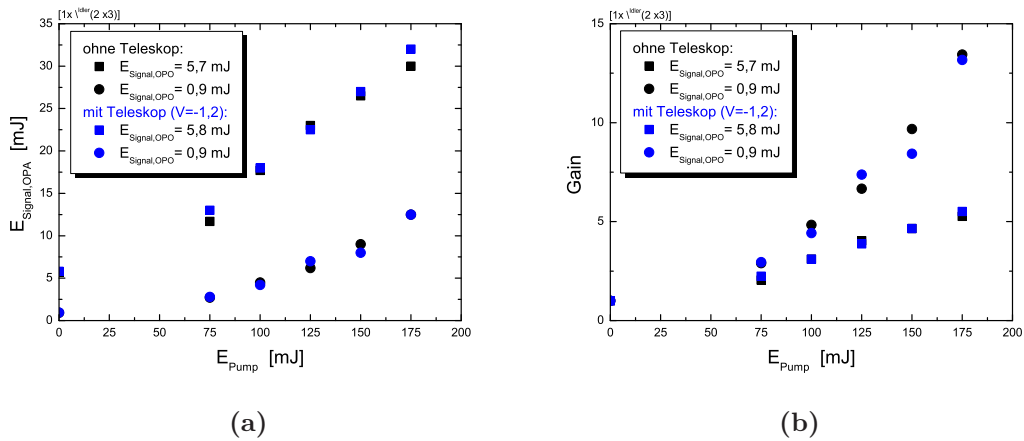 [1x \^Idler(2 x3)]
35
30
25
20
15
10
5
0
E_Signal,OPA [mJ]
ohne Teleskop:
E_Signal,OPO = 5,7 mJ
E_Signal,OPO = 0,9 mJ
mit Teleskop (V=-1,2):
E_Signal,OPO = 5,8 mJ
E_Signal,OPO = 0,9 mJ
0 25 50 75 100 125 150 175 200
E_Pump [mJ]
(a)
[1x \^Idler(2 x3)]
15
10
5
0
Gain
ohne Teleskop:
E_Signal,OPO = 5,7 mJ
E_Signal,OPO = 0,9 mJ
mit Teleskop (V=-1,2):
E_Signal,OPO = 5,8 mJ
E_Signal,OPO = 0,9 mJ
0 25 50 75 100 125 150 175 200
E_Pump [mJ]
(b)